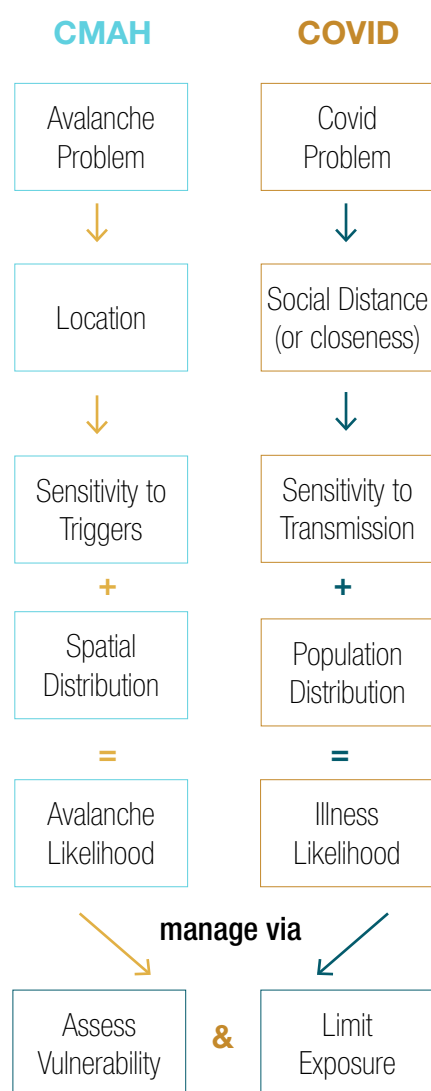 CMAH
COVID
Avalanche
Problem
Covid
Problem
Location
Social Distance
(or closeness)
Sensitivity to
Triggers
Sensitivity to
Transmission
+
+
Spatial
Distribution
Population
Distribution
=
=
Avalanche
Likelihood
Illness
Likelihood
manage via
Assess
Vulnerability
&
Limit
Exposure